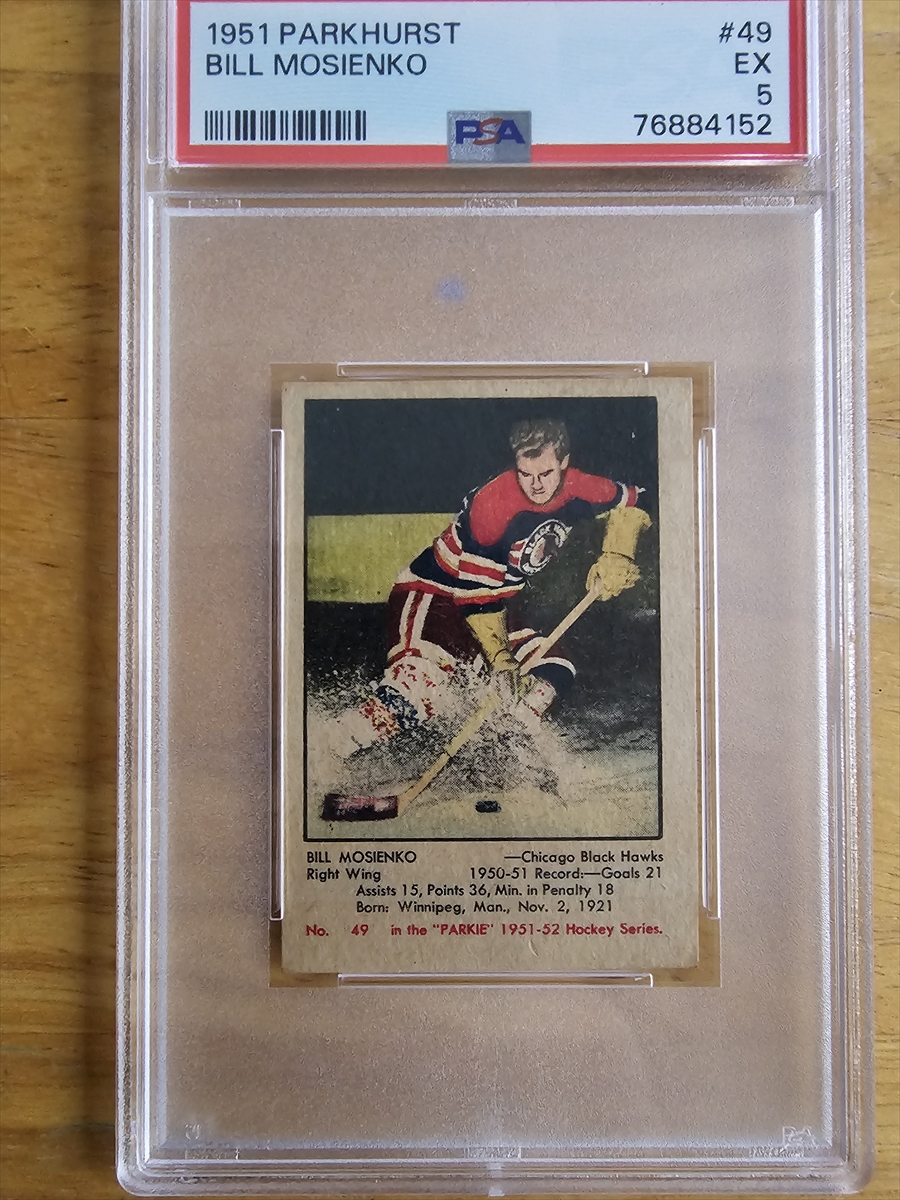 1951 PARKHURST #49
BILL MOSIENKO EX
5
PSA 76884152
BLACK
BILL MOSIENKO —Chicago Black Hawks
Right Wing 1950-51 Record:—Goals 21
Assists 15, Points 36, Min. in Penalty 18
Born: Winnipeg, Man., Nov. 2, 1921
No. 49 in the "PARKIE" 1951-52 Hockey Series.
PSA